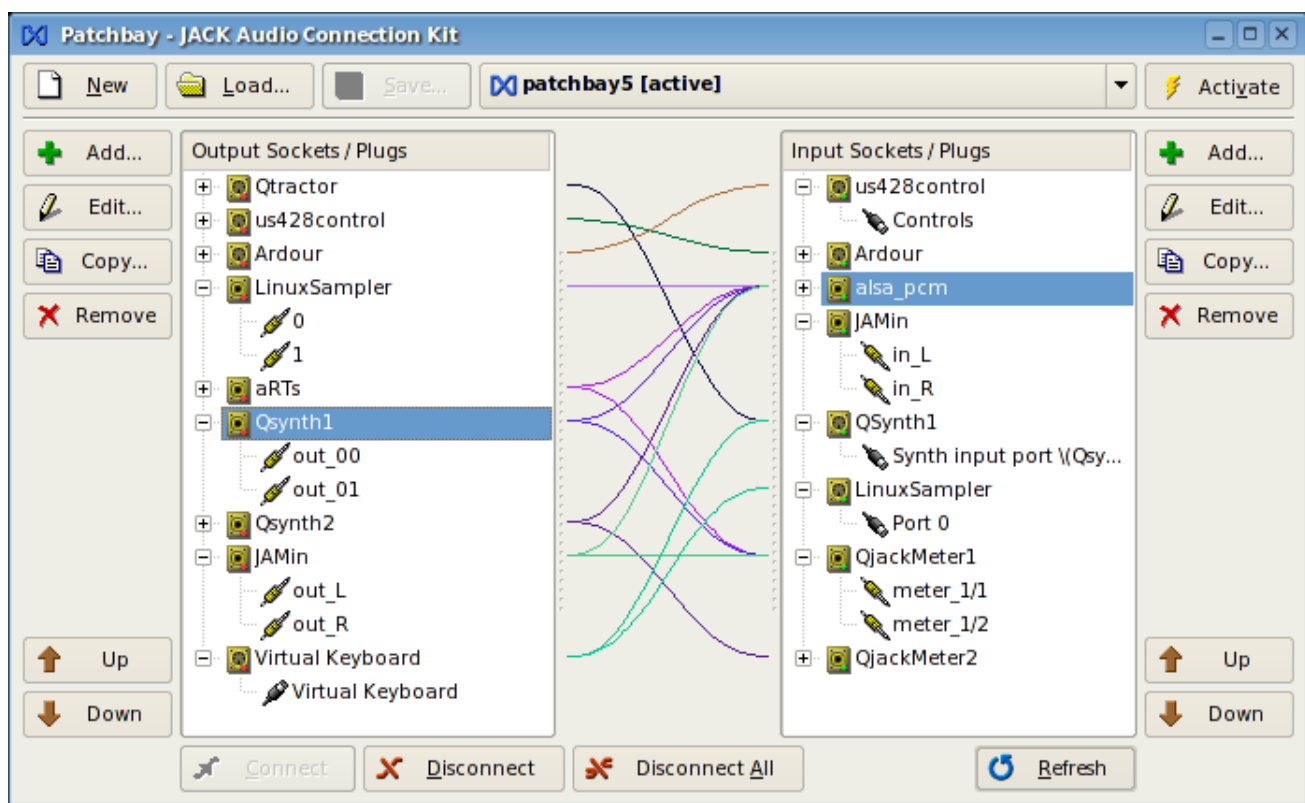 Patchbay - JACK Audio Connection Kit
New
Load...
Save...
patchbay5 [active]
Activate
Add...
Edit...
Copy...
Remove
Up
Down
Output Sockets / Plugs
Qtractor
us428control
Ardour
LinuxSampler
0
1
aRTs
Qsynth1
out_00
out_01
Qsynth2
JAMin
out_L
out_R
Virtual Keyboard
Virtual Keyboard
Input Sockets / Plugs
us428control
Controls
Ardour
alsa_pcm
JAMin
in_L
in_R
QSynth1
Synth input port \(Qsy...
LinuxSampler
Port 0
QjackMeter1
meter_1/1
meter_1/2
QjackMeter2
Add...
Edit...
Copy...
Remove
Up
Down
Connect
Disconnect
Disconnect All
Refresh